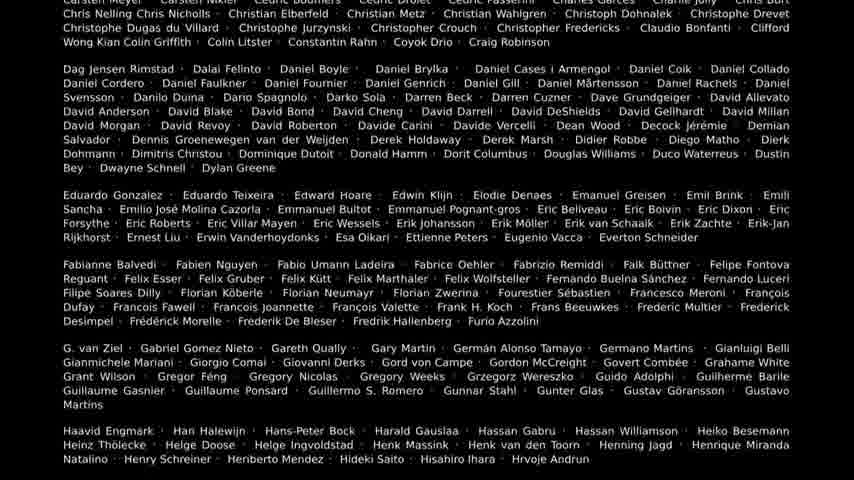 Chris Nelling Chris Nicholls · Christian Elberfeld · Christian Metz · Christian Wahlgren · Christoph Dohnalek · Christophe Drevet
Christophe Dugas du Villard · Christophe Jurzynski · Christopher Crouch · Christopher Fredericks · Claudio Bonfanti · Clifford
Wong Kian Colin Griffith · Colin Litster · Constantin Rahn · Coyok Drio · Craig Robinson
Dag Jensen Rimstad · Dalai Felinto · Daniel Boyle · Daniel Brylka · Daniel Cases i Armengol · Daniel Coik · Daniel Collado
Daniel Cordero · Daniel Faulkner · Daniel Fournier · Daniel Genrich · Daniel Gill · Daniel Mårtensson · Daniel Rachels · Daniel
Svensson · Danilo Duina · Dario Spagnolo · Darko Sola · Darren Beck · Darren Cuzner · Dave Grundgeiger · David Allevato
David Anderson · David Blake · David Bond · David Cheng · David Darrell · David DeShields · David Gellhardt · David Millan
David Morgan · David Revoy · David Roberton · Davide Carini · Davide Vercelli · Dean Wood · Decock Jérémie · Demian
Salvador · Dennis Groenewegen van der Weijden · Derek Holdaway · Derek Marsh · Didier Robbe · Diego Matho · Dierk
Dohmann · Dimitris Christou · Dominique Dutoit · Donald Hamm · Dorit Columbus · Douglas Williams · Duco Waterreus · Dustin
Bey · Dwayne Schnell · Dylan Greene
Eduardo Gonzalez · Eduardo Teixeira · Edward Hoare · Edwin Klijn · Elodie Denaes · Emanuel Greisen · Emil Brink · Emili
Sancha · Emilio José Molina Cazorla · Emmanuel Bultot · Emmanuel Pognant-gros · Eric Beliveau · Eric Boivin · Eric Dixon · Eric
Forsythe · Eric Roberts · Eric Villar Mayen · Eric Wessels · Erik Johansson · Erik Möller · Erik van Schaaik · Erik Zachte · Erik-Jan
Rijkhorst · Ernest Liu · Erwin Vanderhoydonks · Esa Oikari · Ettienne Peters · Eugenio Vacca · Everton Schneider
Fabianne Balvedi · Fabien Nguyen · Fabio Umann Ladeira · Fabrice Oehler · Fabrizio Remiddi · Falk Büttner · Felipe Fontova
Reguant · Felix Esser · Felix Gruber · Felix Kütt · Felix Marthaler · Felix Wolfsteller · Fernando Buelna Sánchez · Fernando Luceri
Filipe Soares Dilly · Florian Köberle · Florian Neumayr · Florian Zwerina · Fourestier Sébastien · Francesco Meroni · François
Dufay · Francois Faweil · Francois Joannette · François Valette · Frank H. Koch · Frans Beeuwkes · Frederic Multier · Frederick
Desimpel · Frédérick Morelle · Frederik De Bleser · Fredrik Hallenberg · Furio Azzolini
G. van Ziel · Gabriel Gomez Nieto · Gareth Qually · Gary Martin · Germán Alonso Tamayo · Germano Martins · Gianluigi Belli
Gianmichele Mariani · Giorgio Comai · Giovanni Derks · Gord von Campe · Gordon McCreight · Govert Combée · Grahame White
Grant Wilson · Gregor Féng · Gregory Nicolas · Gregory Weeks · Grzegorz Wereszko · Guido Adolphi · Guilherme Barile
Guillaume Gasnier · Guillaume Ponsard · Guillermo S. Romero · Gunnar Stahl · Gunter Glas · Gustav Göransson · Gustavo
Martins
Haavid Engmark · Han Halewijn · Hans-Peter Bock · Harald Gauslaa · Hassan Gabru · Hassan Williamson · Heiko Besemann
Heinz Thölecke · Helge Doose · Helge Ingvoldstad · Henk Massink · Henk van den Toorn · Henning Jagd · Henrique Miranda
Natalino · Henry Schreiner · Heriberto Mendez · Hideki Saito · Hisahiro Ihara · Hrvoje Andrun